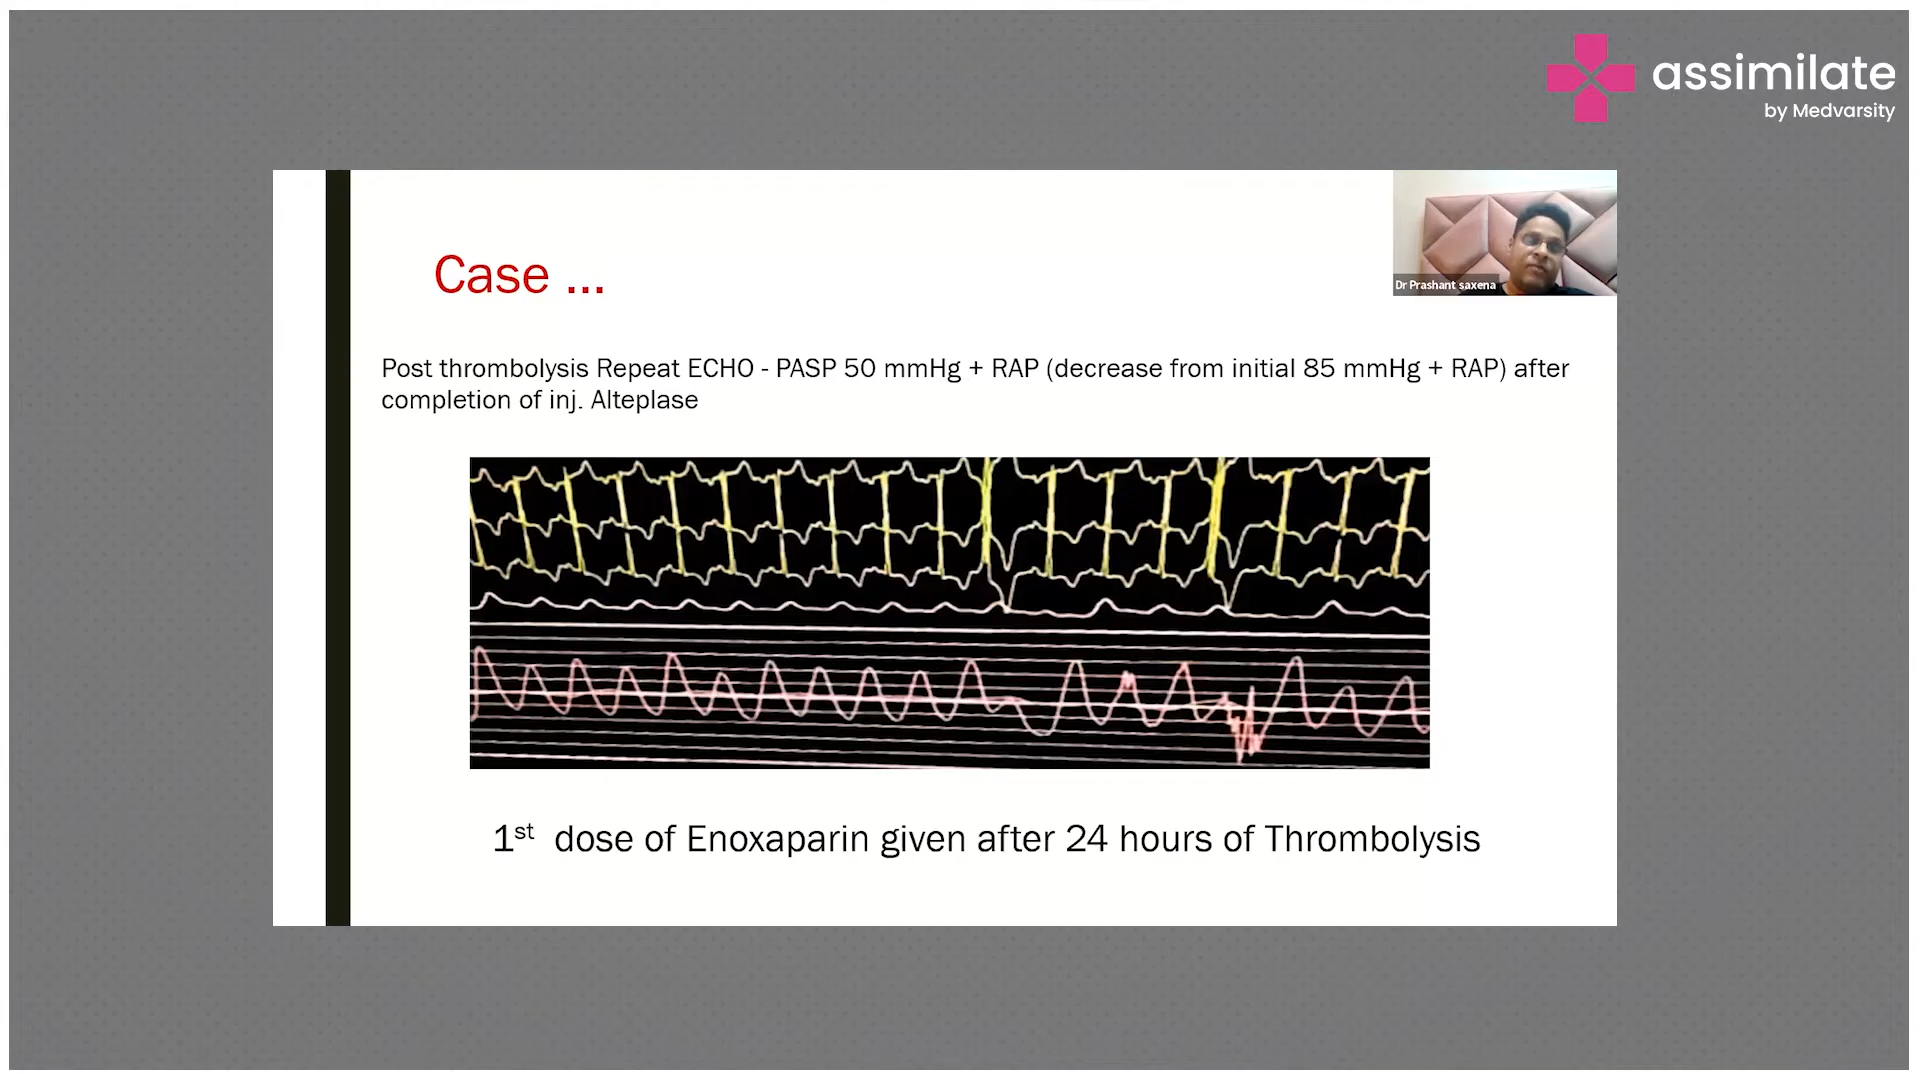 assimilate
by Medvarsity
Dr Prashant saxena
Case ...
Post thrombolysis Repeat ECHO - PASP 50 mmHg + RAP (decrease from initial 85 mmHg + RAP) after
completion of inj. Alteplase
1st dose of Enoxaparin given after 24 hours of Thrombolysis